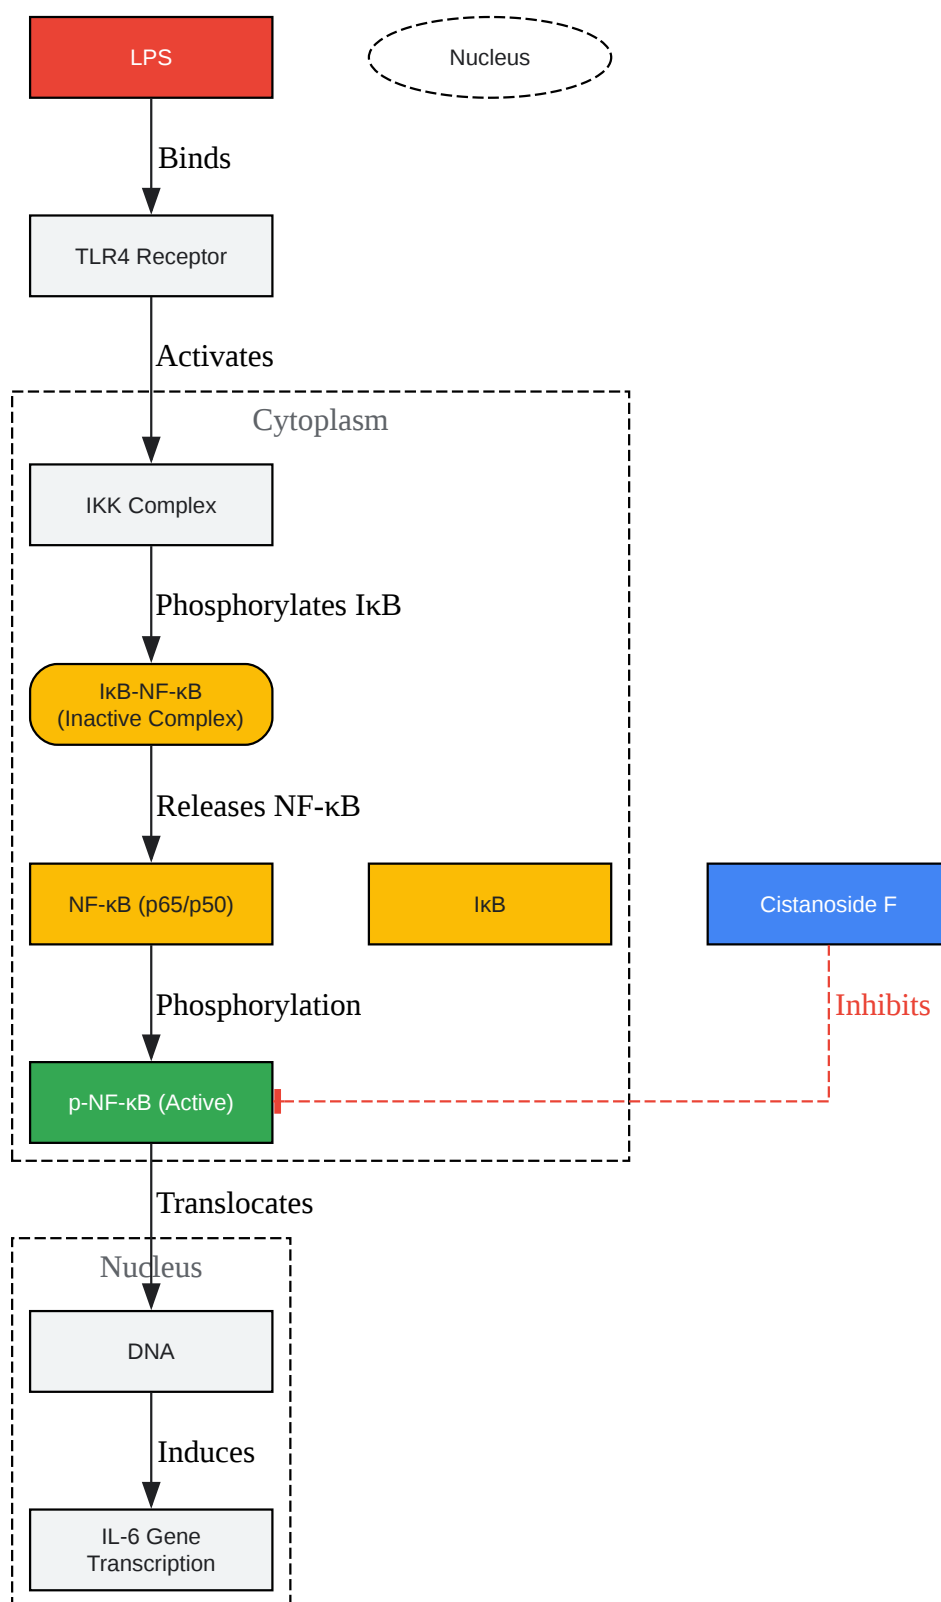 LPS
Nucleus
Binds
TLR4 Receptor
Activates
Cytoplasm
IKK Complex
Phosphorylates IκB
IκB-NF-κB
(Inactive Complex)
Releases NF-κB
NF-κB (p65/p50)
IκB
Cistanoside F
Phosphorylation
Inhibits
p-NF-κB (Active)
Translocates
Nucleus
DNA
Induces
IL-6 Gene
Transcription